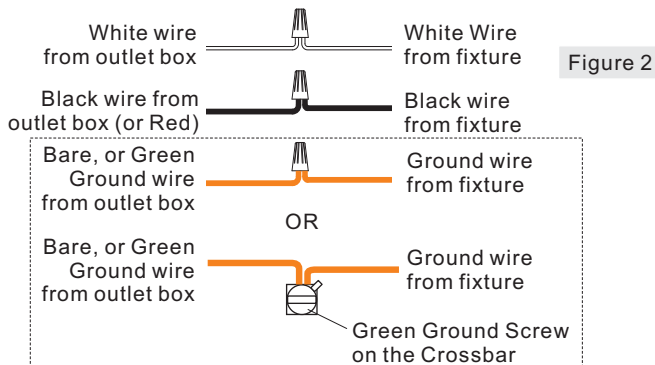 White wire
from outlet box
White Wire
from fixture
Figure 2
Black wire from
outlet box (or Red)
Black wire
from fixture
Bare, or Green
Ground wire
from outlet box
Ground wire
from fixture
OR
Bare, or Green
Ground wire
from outlet box
Ground wire
from fixture
Green Ground Screw
on the Crossbar